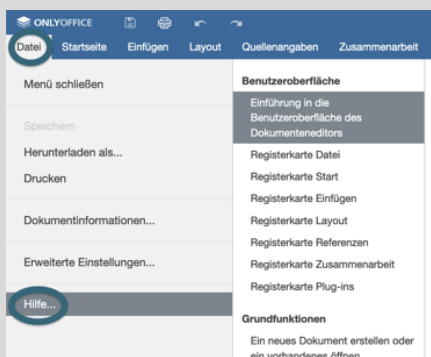 ONLYOFFICE
Datei Startseite Einfügen Layout Quellenangaben Zusammenarbeit
Menü schließen
Speichern
Herunterladen als...
Drucken
Dokumentinformationen...
Erweiterte Einstellungen...
Hilfe...
Benutzeroberfläche
Einführung in die
Benutzeroberfläche des
Dokumenteneditors
Registerkarte Datei
Registerkarte Start
Registerkarte Einfügen
Registerkarte Layout
Registerkarte Referenzen
Registerkarte Zusammenarbeit
Registerkarte Plug-ins
Grundfunktionen
Ein neues Dokument erstellen oder
ein vorhandenes öffnen